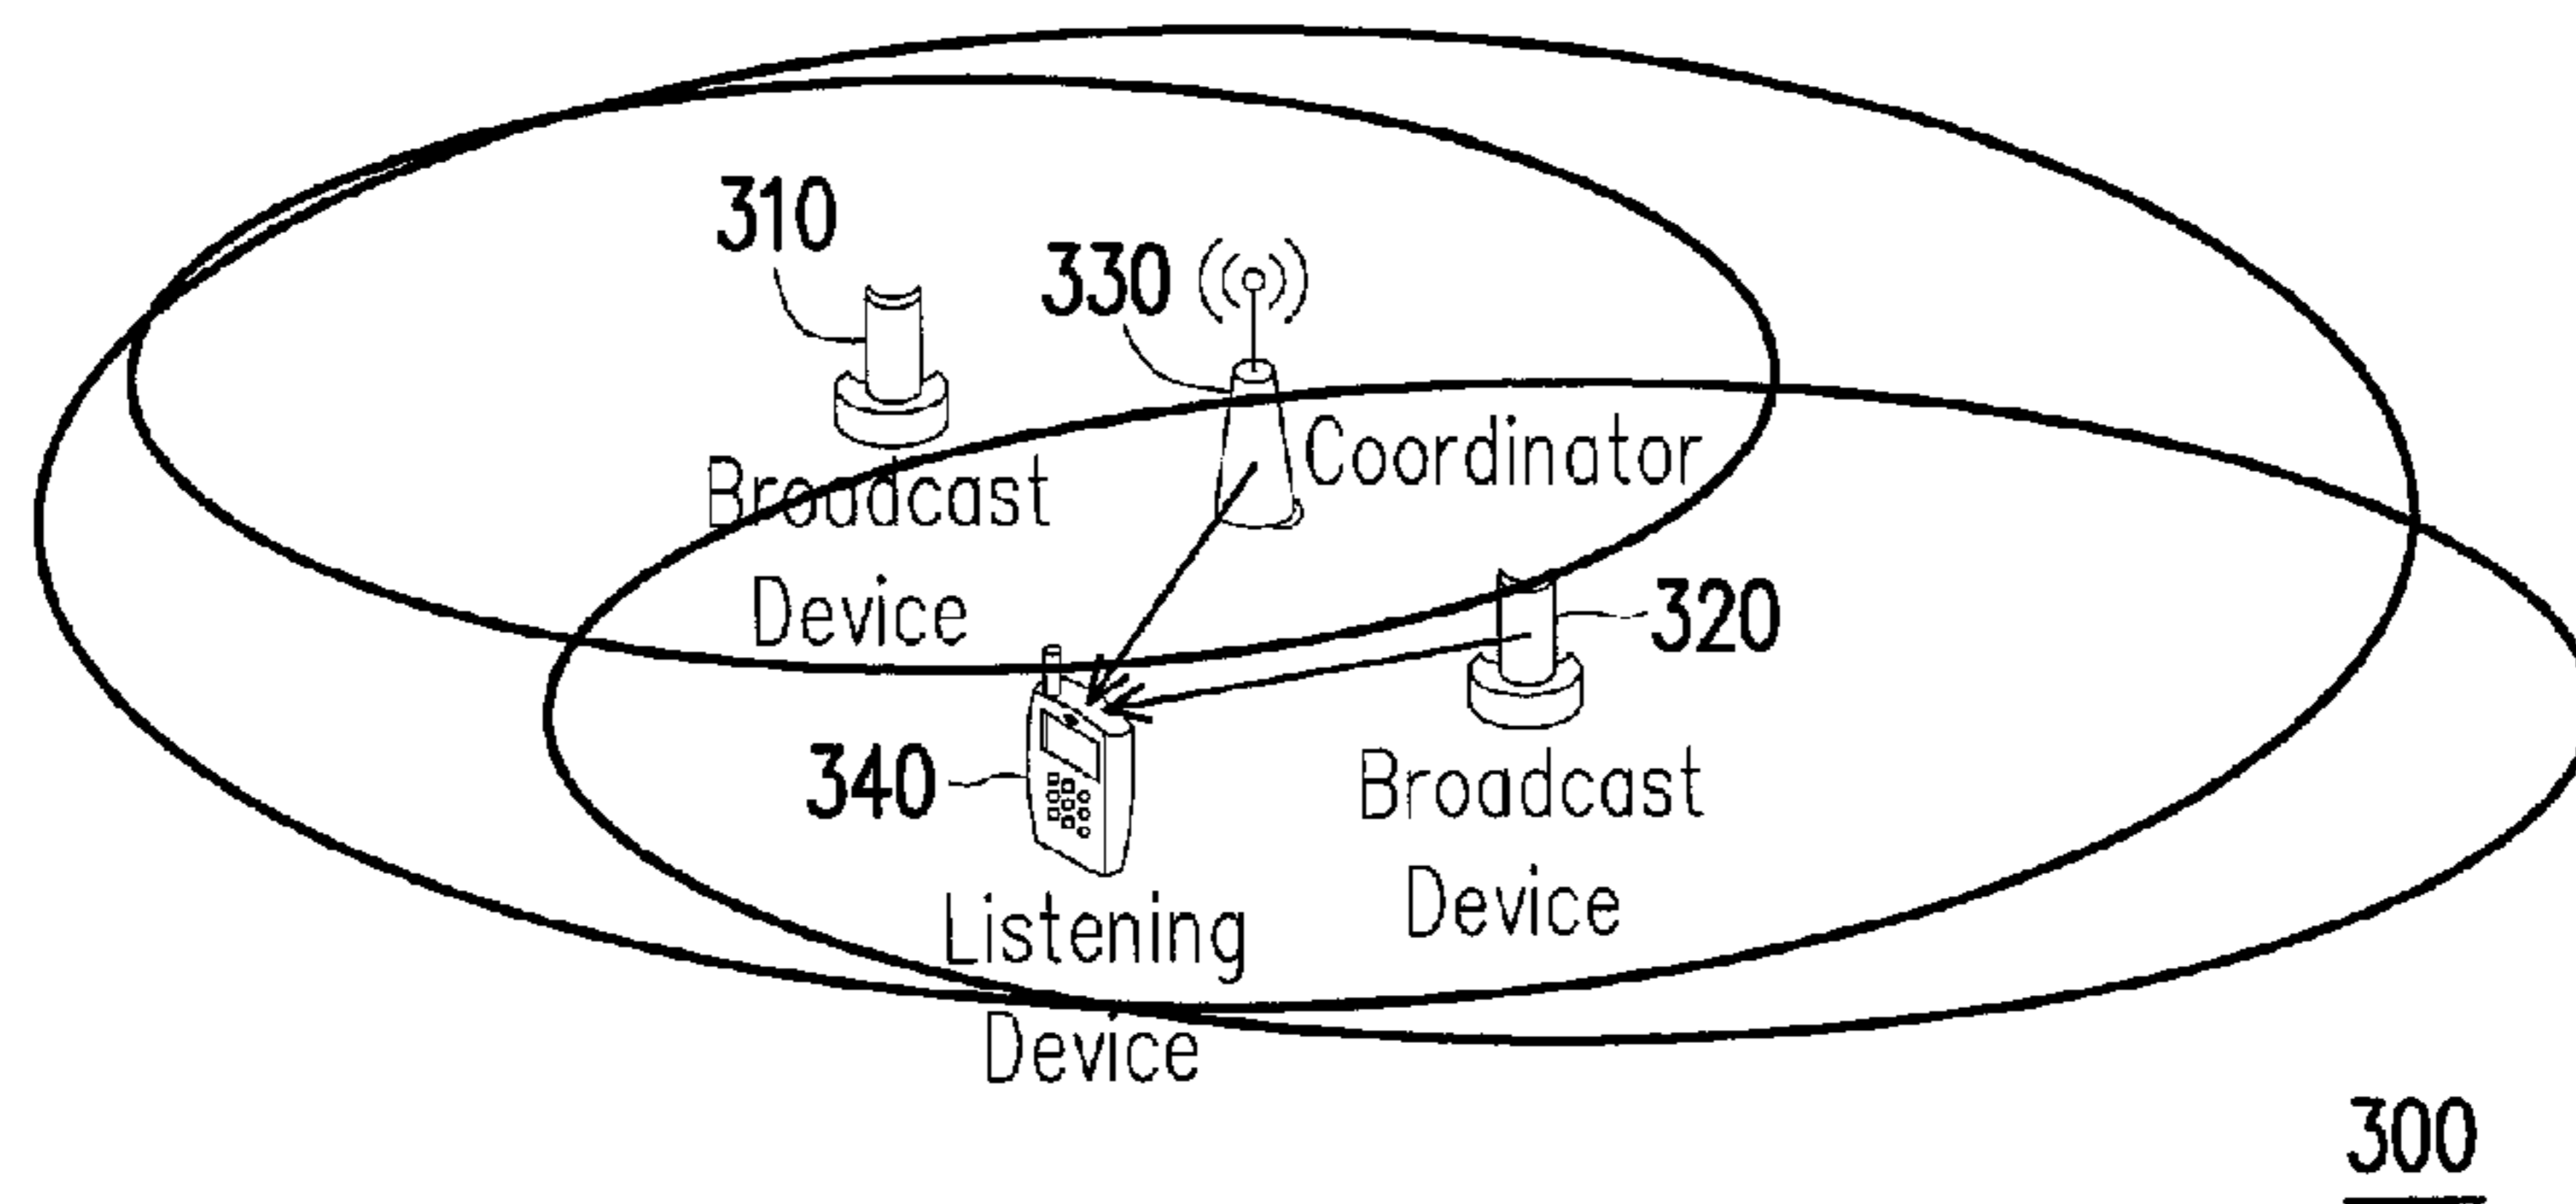 310
330
Coordinator
Broadcast
Device
320
340
Broadcast
Device
Listening
Device
300